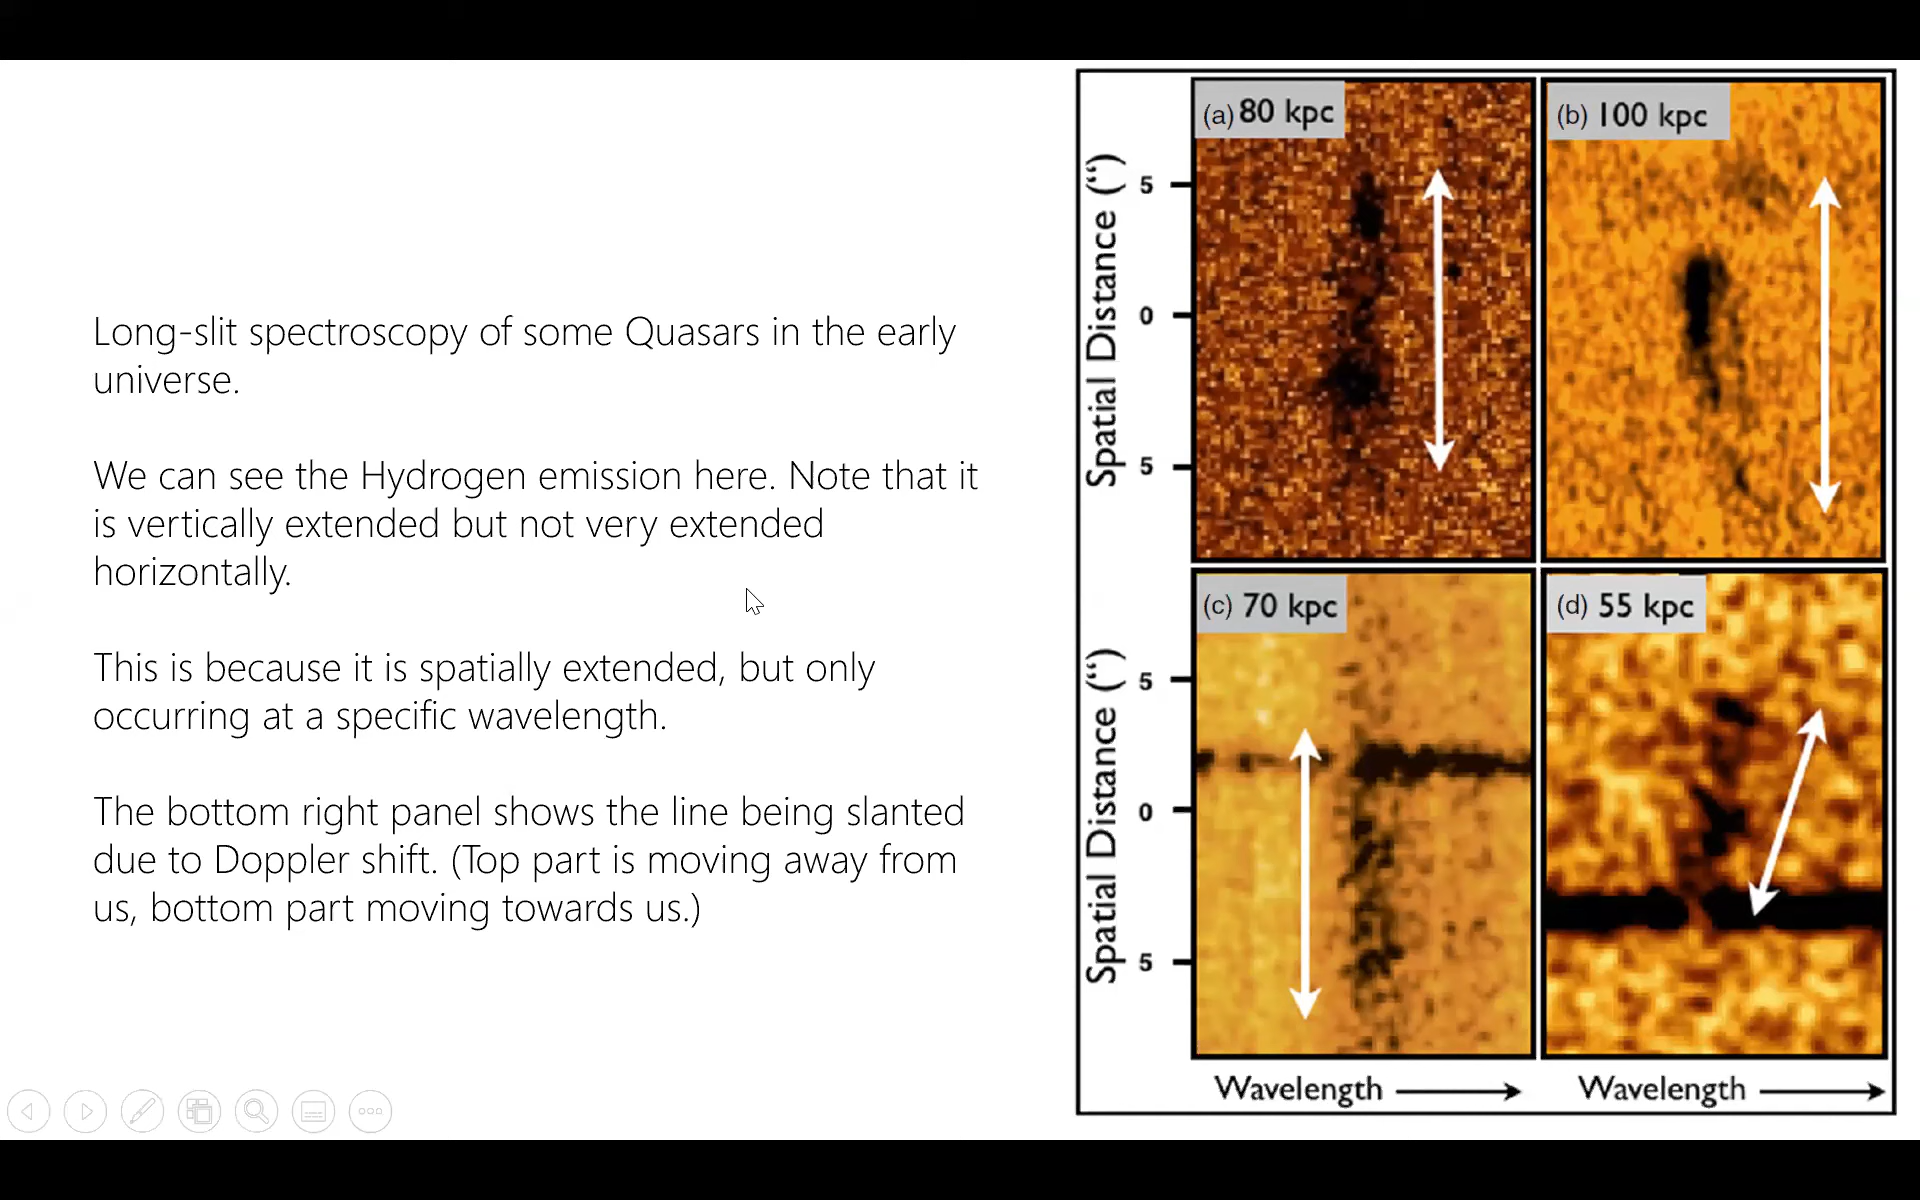 Long-slit spectroscopy of some Quasars in the early
universe.
We can see the Hydrogen emission here. Note that it
is vertically extended but not very extended
horizontally.
This is because it is spatially extended, but only
occurring at a specific wavelength.
The bottom right panel shows the line being slanted
due to Doppler shift. (Top part is moving away from
us, bottom part moving towards us.)
(a) 80 kpc
(b) 100 kpc
Spatial Distance (“)
5
0
5
(c) 70 kpc
(d) 55 kpc
Spatial Distance (“)
5
0
5
Wavelength
Wavelength